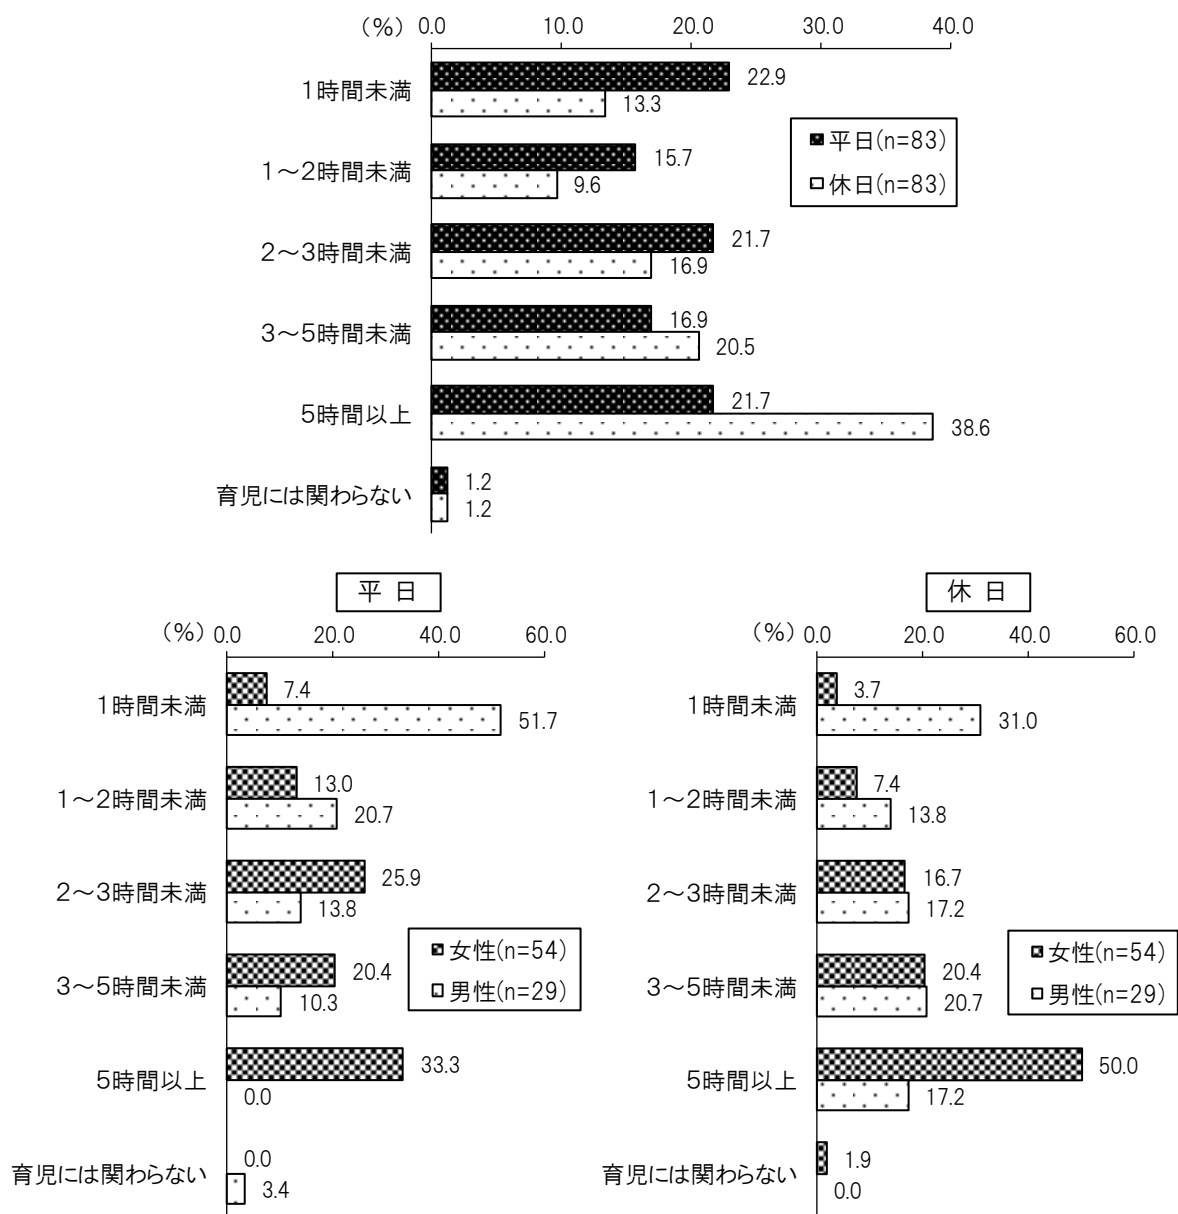 (%) 0.0 10.0 20.0 30.0 40.0
1時間未満 22.9
13.3
1～2時間未満 15.7
9.6
2～3時間未満 21.7
16.9
3～5時間未満 16.9
20.5
5時間以上 21.7
38.6
育児には関わらない 1.2
1.2
平日(n=83)
休日(n=83)
平 日
(%) 0.0 20.0 40.0 60.0
1時間未満 7.4
51.7
1～2時間未満 13.0
20.7
2～3時間未満 25.9
13.8
3～5時間未満 20.4
10.3
5時間以上 33.3
0.0
育児には関わらない 0.0
3.4
女性(n=54)
男性(n=29)
休 日
(%) 0.0 20.0 40.0 60.0
1時間未満 3.7
31.0
1～2時間未満 7.4
13.8
2～3時間未満 16.7
17.2
3～5時間未満 20.4
20.7
5時間以上 50.0
17.2
育児には関わらない 1.9
0.0
女性(n=54)
男性(n=29)